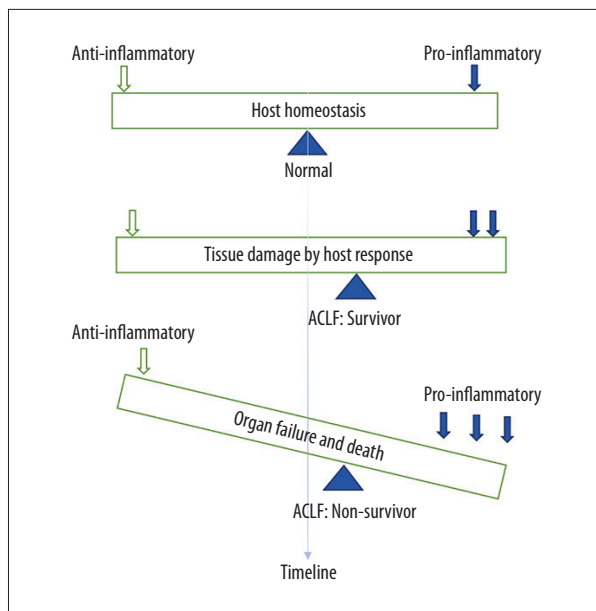 Anti-inflammatory
Pro-inflammatory
Host homeostasis
Normal
Tissue damage by host response
ACLF: Survivor
Anti-inflammatory
Pro-inflammatory
Organ failure and death
ACLF: Non-survivor
Timeline